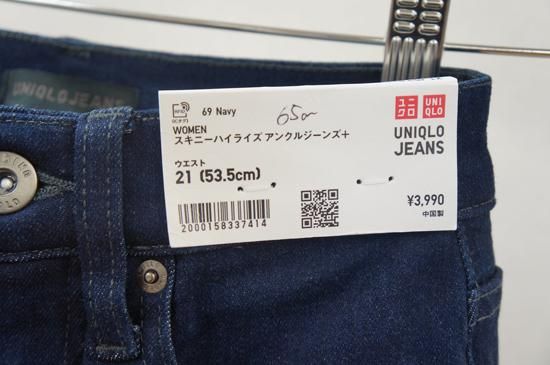 UNIQLO JEANS
69 Navy
WOMEN
スキニーハイライズ アンクルジーンズ+
ウエスト
21 (53.5cm)
2000158337414
ユニ
クロ
UNI
QLO
UNIQLO
JEANS
¥3,990
中国製